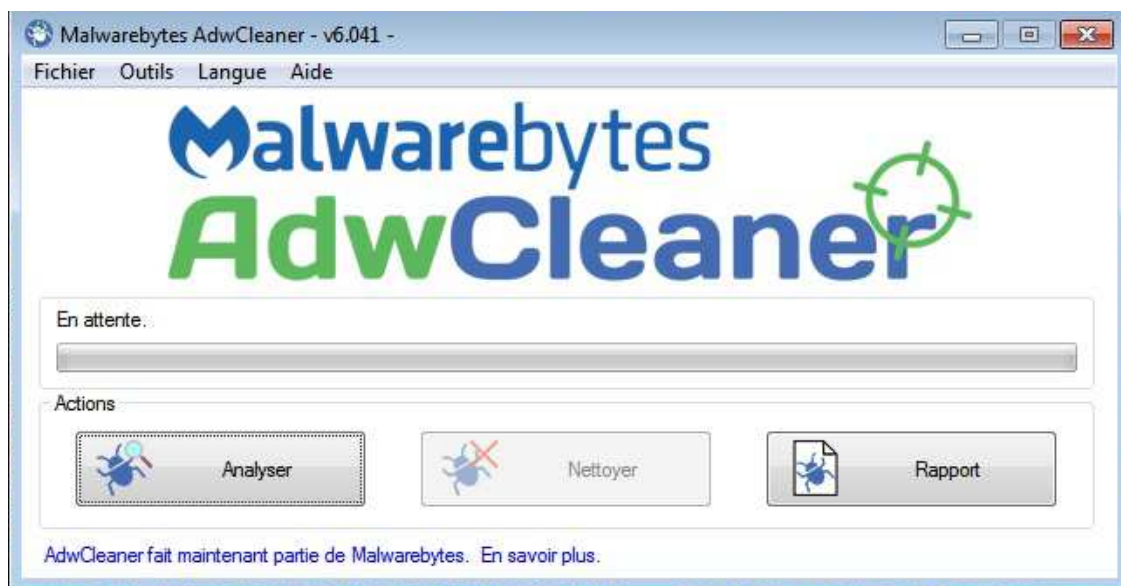 Malwarebytes AdwCleaner - v6.041 -
Fichier Outils Langue Aide
Malwarebytes
AdwCleaner
En attente.
Actions
Analyser Nettoyer Rapport
AdwCleaner fait maintenant partie de Malwarebytes. En savoir plus.